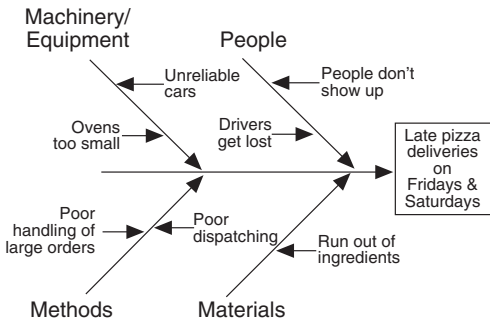 Machinery/
Equipment
People
Unreliable
cars
People don't
show up
Ovens
too small
Drivers
get lost
Late pizza
deliveries
on
Fridays &
Saturdays
Poor
handling of
large orders
Poor
dispatching
Run out of
ingredients
Methods
Materials